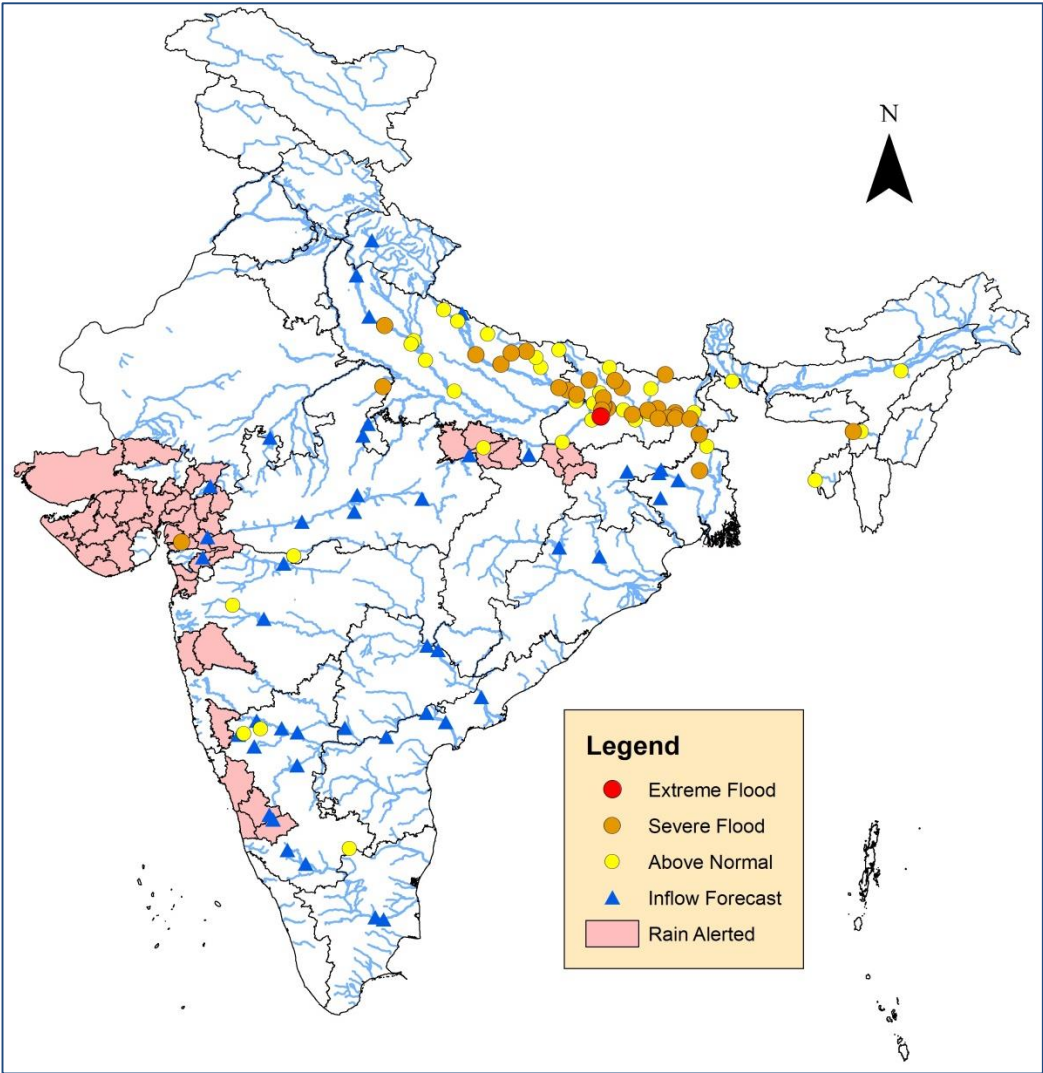 N
Legend
Extreme Flood
Severe Flood
Above Normal
Inflow Forecast
Rain Alerted